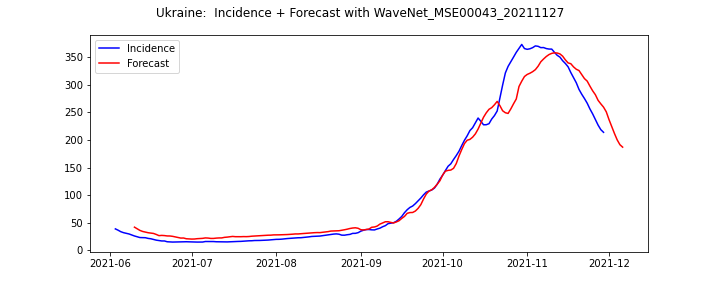 Ukraine:  Incidence + Forecast with WaveNet_MSE00043_20211127
Incidence
Forecast
350
300
250
200
150
100
50
0
2021-06 2021-07 2021-08 2021-09 2021-10 2021-11 2021-12